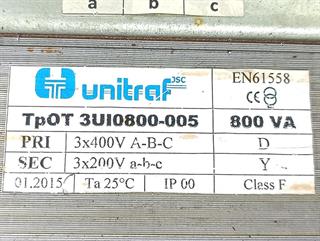 a b c
unitraf JSC EN61558
CE
TpOT 3UI0800-005 800 VA
PRI 3x400V A-B-C D
SEC 3x200V a-b-c Y
01.2015 Ta 25°C IP 00 Class F